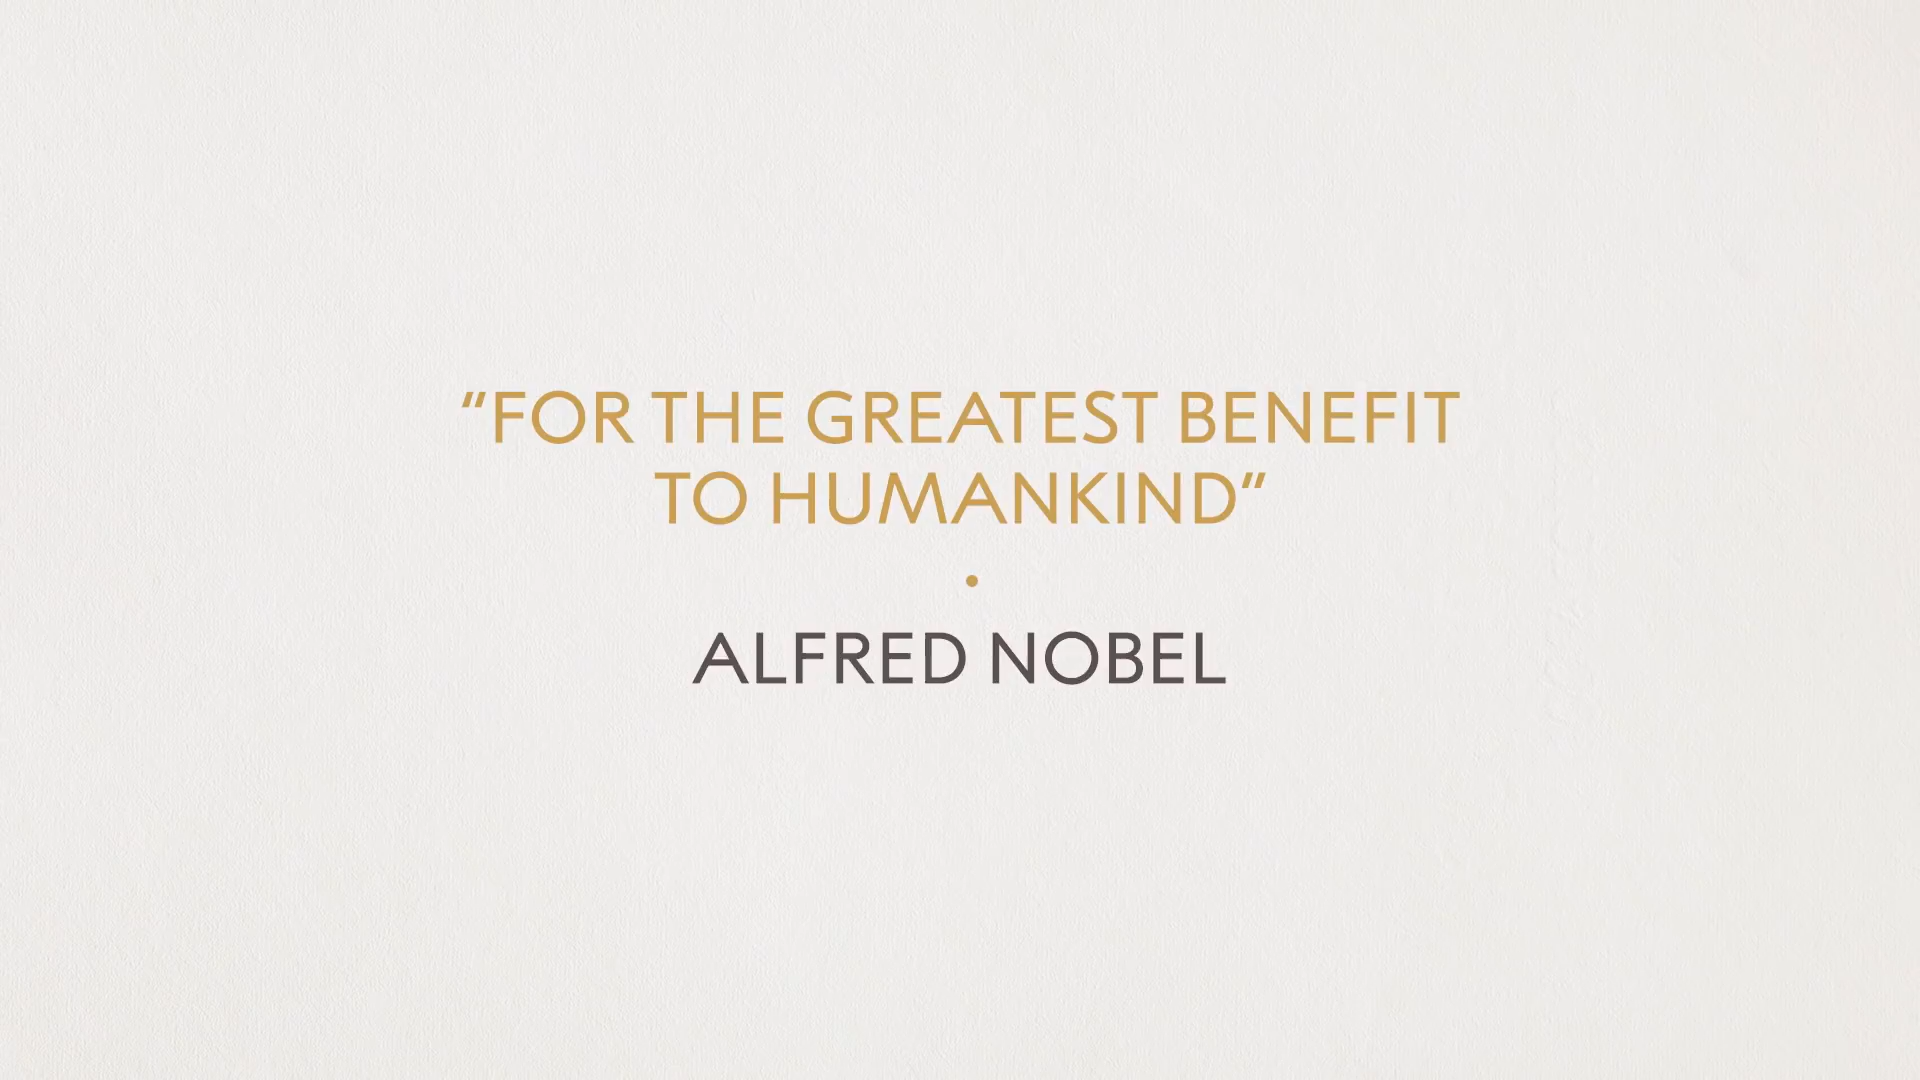 “FOR THE GREATEST BENEFIT
TO HUMANKIND”
•
ALFRED NOBEL